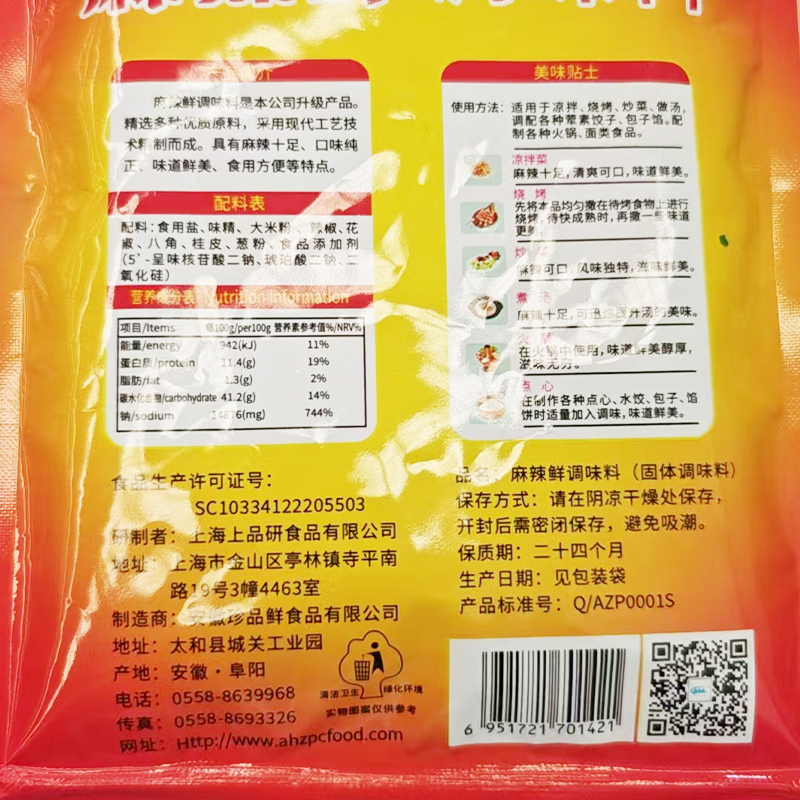 麻辣鲜调味料是本公司升级产品。
精选多种优质原料，采用现代工艺技
术精制而成。具有麻辣十足、口味纯
正、味道鲜美、食用方便等特点。
配料表
配料:食用盐、味精、大米粉、辣椒、花
椒、八角、桂皮、葱粉、食品添加剂
(5'-呈味核苷酸二钠、琥珀酸二钠、二
氧化硅)
营养成分表 Nutrition Information
项目/Items 每100g/per100g 营养素参考值%/NRV%
能量/energy 942(kJ) 11%
蛋白质/protein 11.4(g) 19%
脂肪/fat 1.3(g) 2%
碳水化合物/carbohydrate 41.2(g) 14%
钠/sodium 14876(mg) 744%
美味贴士
使用方法：适用于凉拌、烧烤、炒菜、做汤，
调配各种荤素饺子、包子馅。配
制各种火锅、面类食品。
凉拌菜
麻辣十足，清爽可口，味道鲜美。
烧 烤
先将本品均匀撒在待烤食物上进行
烧烤，待快成熟时，再撒一些味道
更美。
炒
麻辣可口，风味独特，滋味鲜美。
煮 汤
麻辣十足，可迅速提升汤的美味。
火
在火锅中使用，味道鲜美醇厚，
滋味无穷。
点 心
在制作各种点心、水饺、包子、馅
饼时适量加入调味，味道鲜美。
食品生产许可证号：
SC10334122205503
研制者：上海上品研食品有限公司
地址：上海市金山区亭林镇寺平南
路19号3幢4463室
制造商：安徽珍品鲜食品有限公司
地址：太和县城关工业园
产地：安徽·阜阳
电话：0558-8639968
传真：0558-8693326
网址：Http://www.ahzpcfood.com
清洁卫生 绿化环境
实物图案仅供参考
品名：麻辣鲜调味料（固体调味料）
保存方式：请在阴凉干燥处保存，
开封后需密闭保存，避免吸潮。
保质期：二十四个月
生产日期：见包装袋
产品标准号：Q/AZP0001S
6 951721 701421